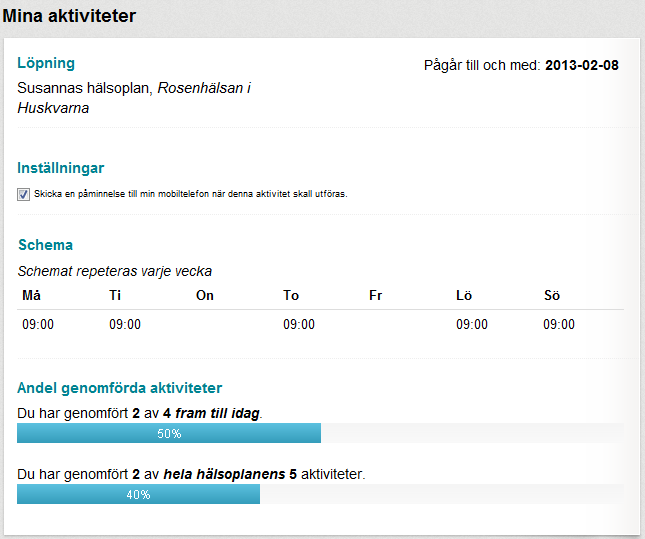 Mina aktiviteter
Löpning
Pågår till och med: 2013-02-08
Susannas hälsoplan, Rosenhälsan i
Huskvarna
Inställningar
Skicka en påminnelse till min mobiltelefon när denna aktivitet skall utföras.
Schema
Schemat repeteras varje vecka
Må Ti On To Fr Lö Sö
09:00 09:00 09:00 09:00 09:00
Andel genomförda aktiviteter
Du har genomfört 2 av 4 fram till idag.
50%
Du har genomfört 2 av hela hälsoplanens 5 aktiviteter.
40%